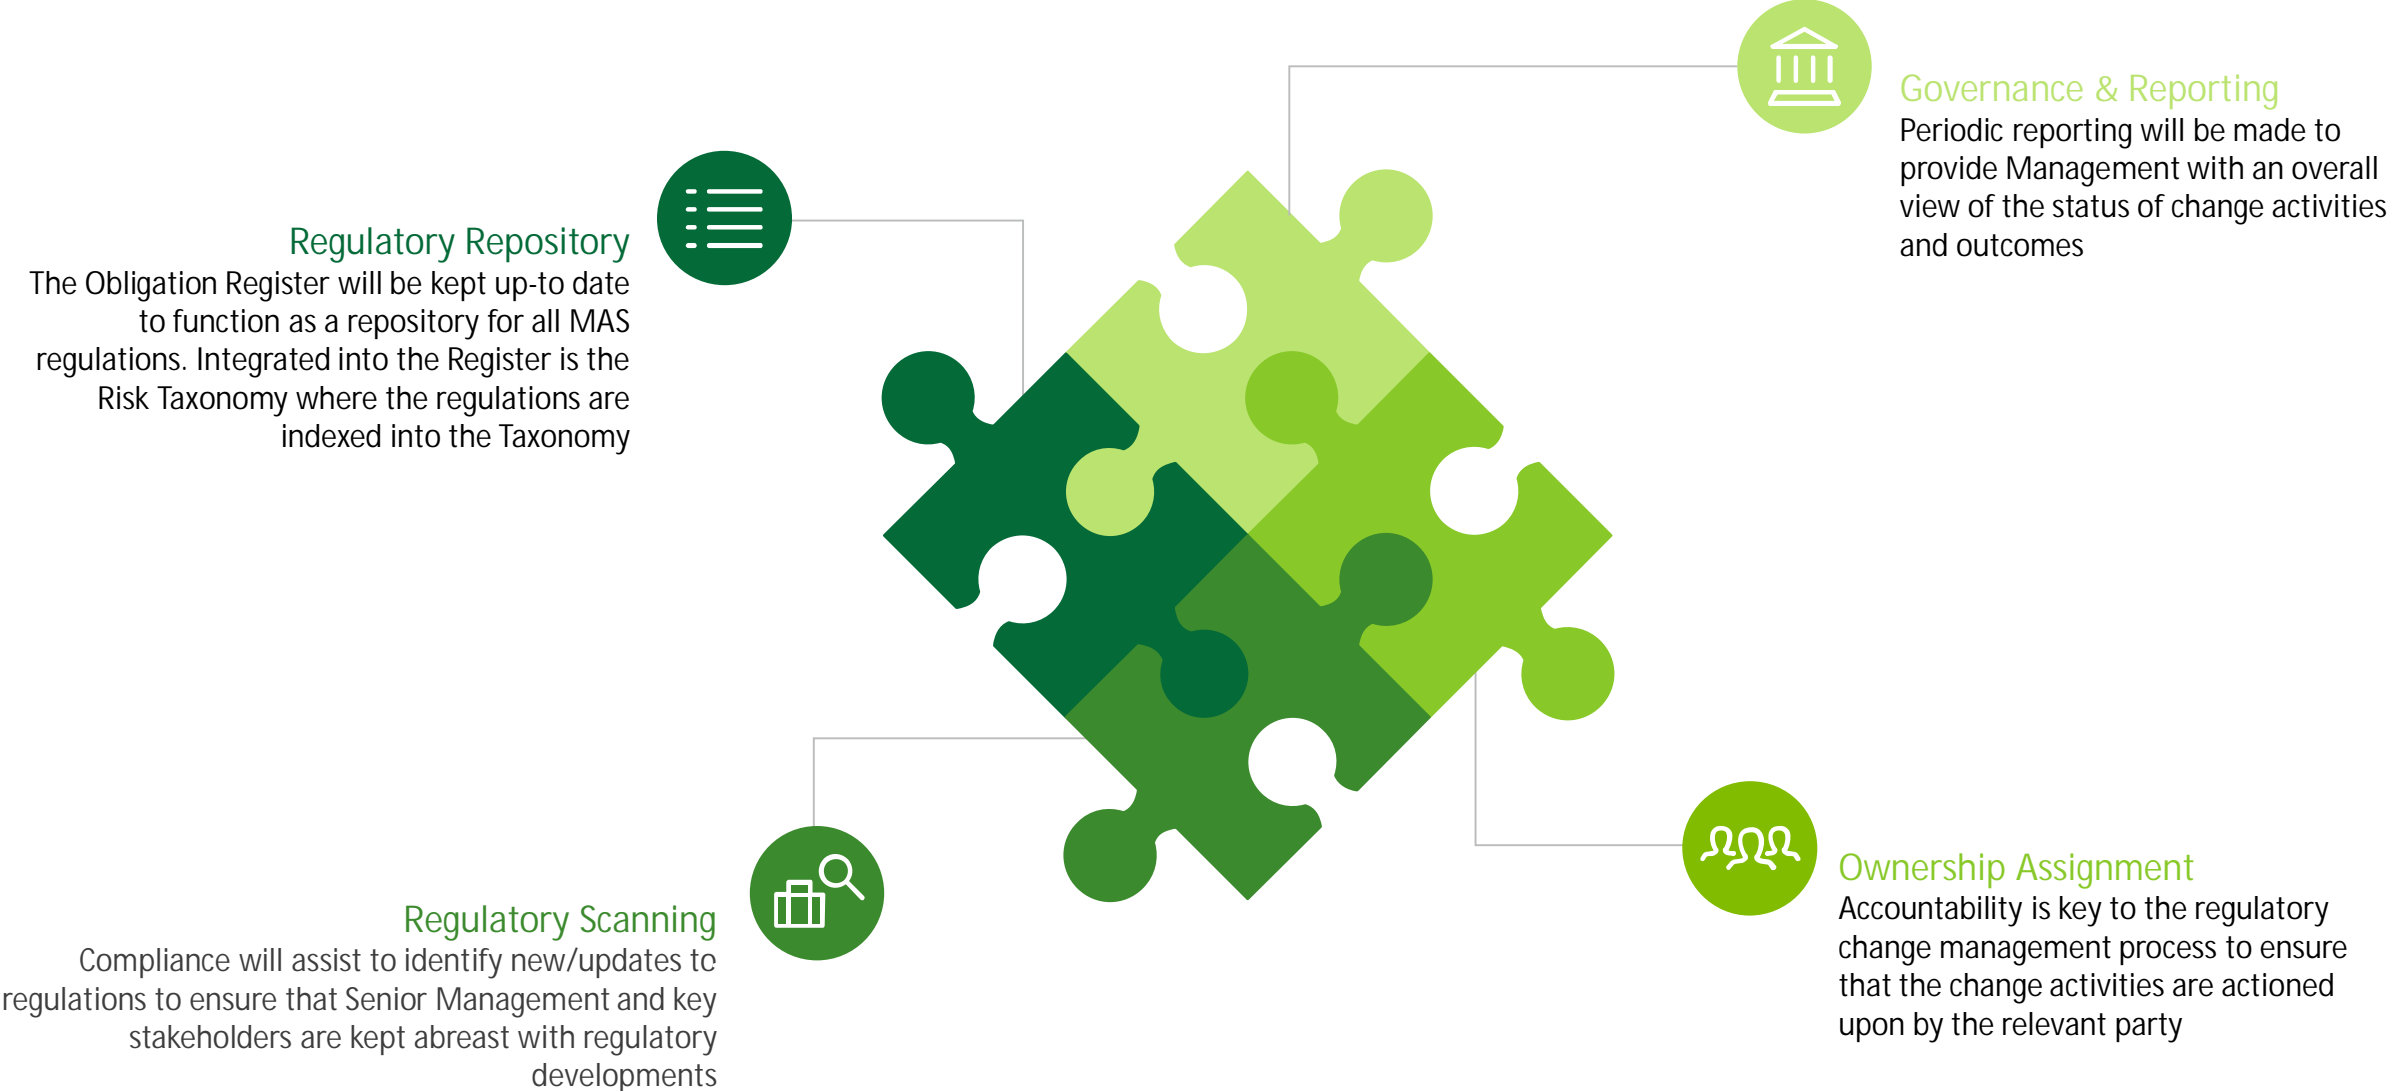 Governance & Reporting
Periodic reporting will be made to
provide Management with an overall
view of the status of change activities
and outcomes
Regulatory Repository
The Obligation Register will be kept up-to date
to function as a repository for all MAS
regulations. Integrated into the Register is the
Risk Taxonomy where the regulations are
indexed into the Taxonomy
Ownership Assignment
Accountability is key to the regulatory
change management process to ensure
that the change activities are actioned
upon by the relevant party
Regulatory Scanning
Compliance will assist to identify new/updates to
regulations to ensure that Senior Management and key
stakeholders are kept abreast with regulatory
developments